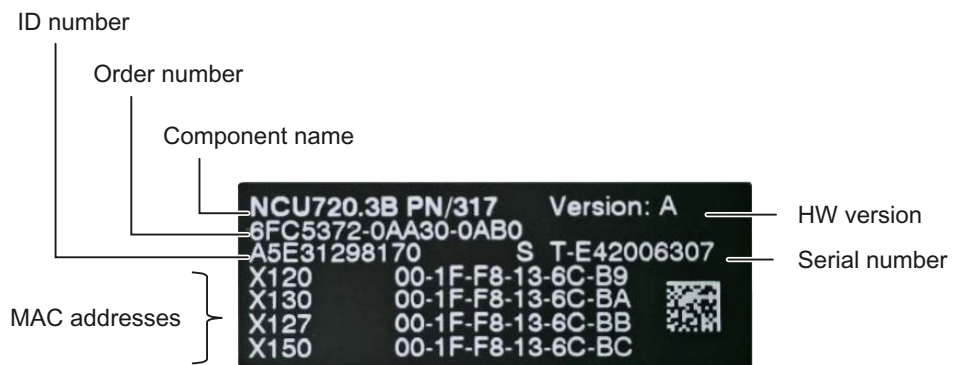 ID number
Order number
Component name
NCU720.3B PN/317 Version: A
HW version
6FC5372-0AA30-0AB0
A5E31298170 S T-E42006307
Serial number
MAC addresses
X120 00-1F-F8-13-6C-B9
X130 00-1F-F8-13-6C-BA
X127 00-1F-F8-13-6C-BB
X150 00-1F-F8-13-6C-BC